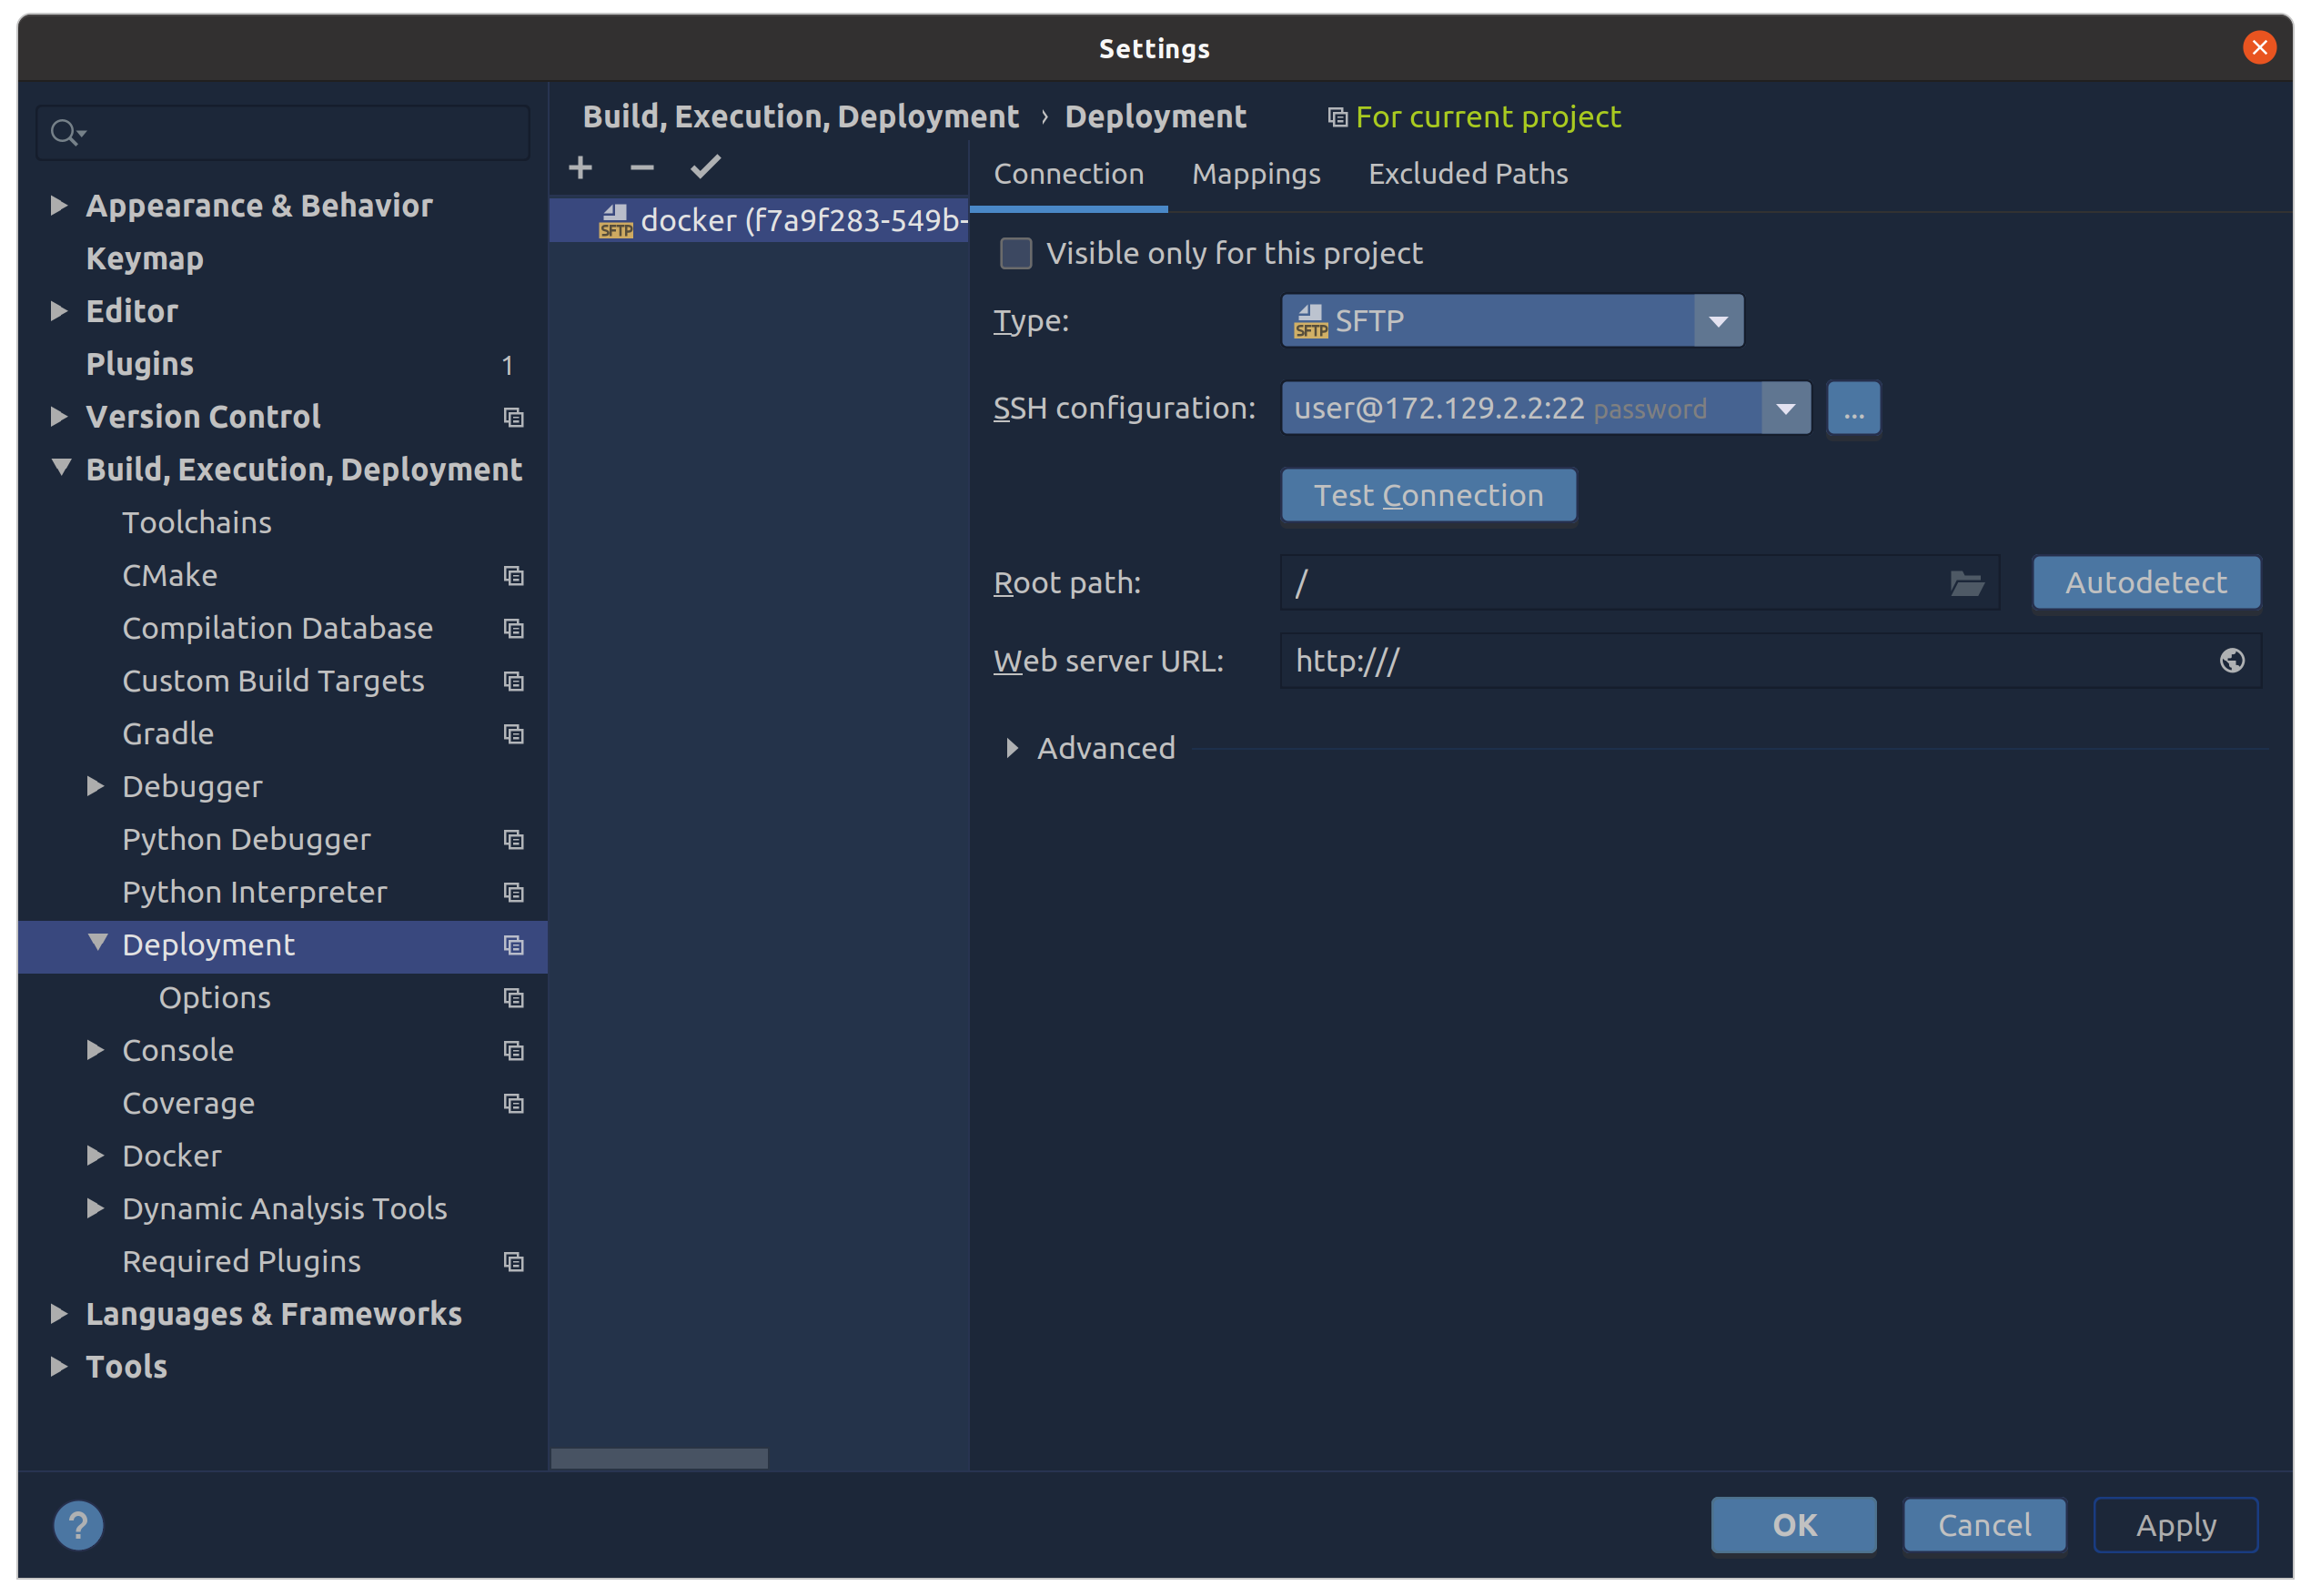 Settings
Appearance & Behavior
Keymap
Editor
Plugins 1
Version Control
Build, Execution, Deployment
Toolchains
CMake
Compilation Database
Custom Build Targets
Gradle
Debugger
Python Debugger
Python Interpreter
Deployment
Options
Console
Coverage
Docker
Dynamic Analysis Tools
Required Plugins
Languages & Frameworks
Tools
Build, Execution, Deployment › Deployment For current project
SFTP docker (f7a9f283-549b-
Connection Mappings Excluded Paths
Visible only for this project
Type: SFTP SFTP
SSH configuration: user@172.129.2.2:22 password ...
Test Connection
Root path: / Autodetect
Web server URL: http:///
Advanced
? OK Cancel Apply